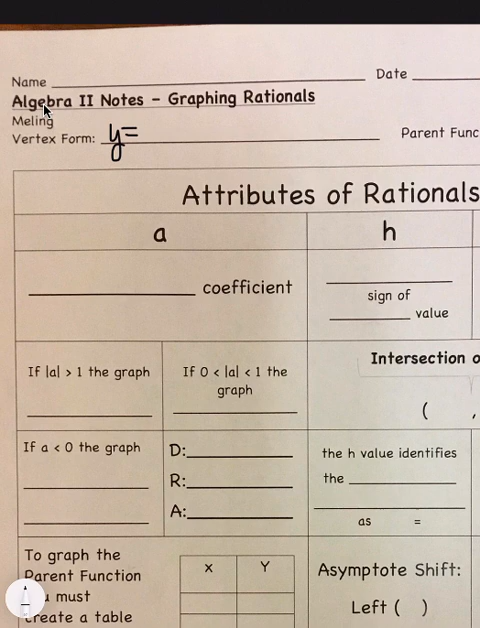 Name Date
Algebra II Notes - Graphing Rationals
Meling
Vertex Form: y= Parent Func
Attributes of Rationals
a h
coefficient
sign of
value
If |a| > 1 the graph
If 0 < |a| < 1 the
graph
Intersection o
( ,
If a < 0 the graph
D:
R:
A:
the h value identifies
the
as =
To graph the
Parent Function
must
create a table
X Y
Asymptote Shift:
Left ( )